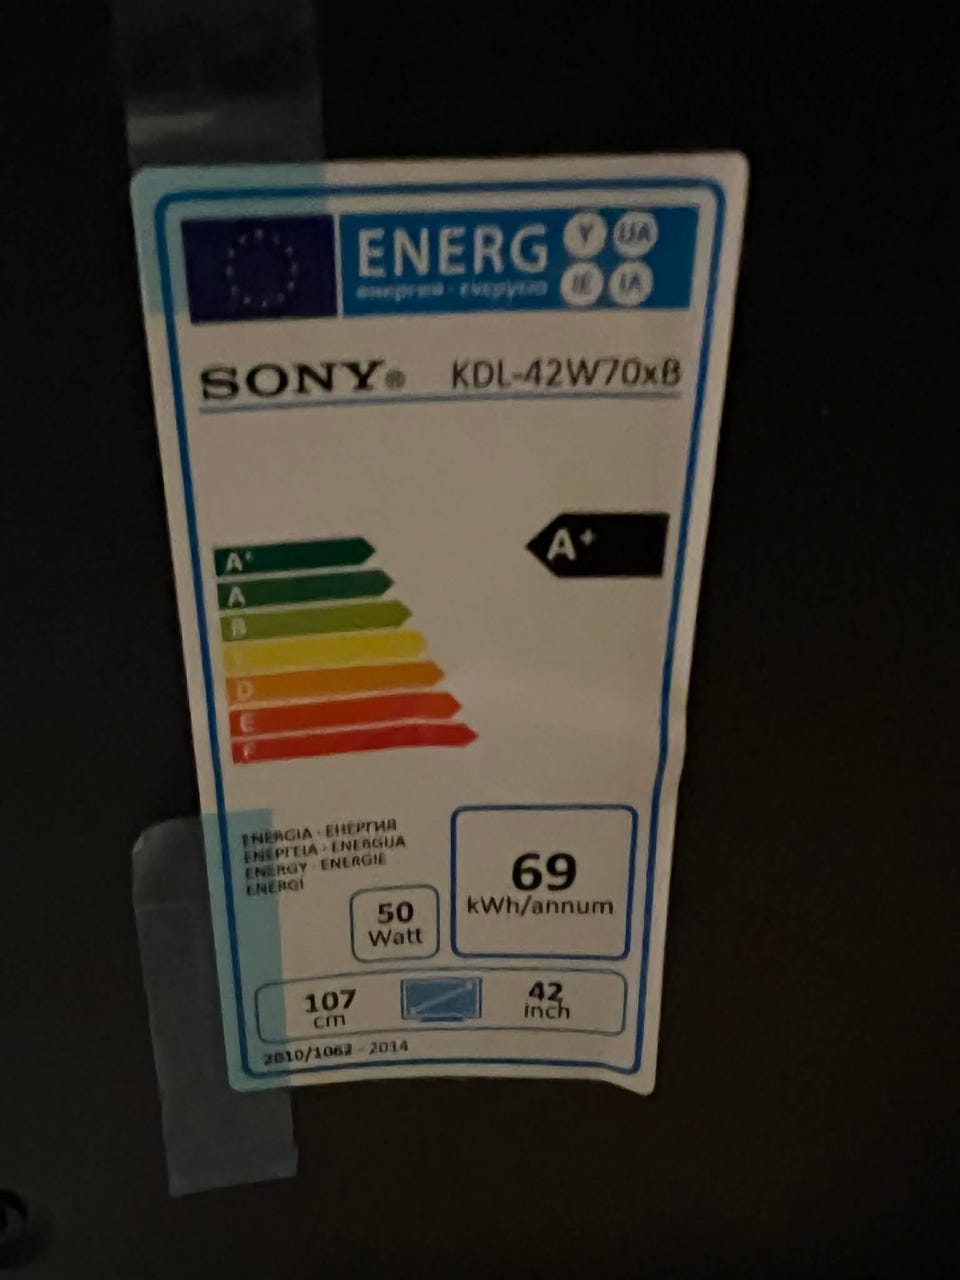 ENERG Y UA
енергия · ενεργεια IE IA
SONY® KDL-42W70xB
A+
A+
A
B
D
E
F
ENERGIA · ЕНЕРГИЯ
ΕΝΕΡΓΕΙΑ · ENERGIJA
ENERGY · ENERGIE
ENERGI
69
kWh/annum
50
Watt
107
cm
42
inch
2010/1062 - 2014